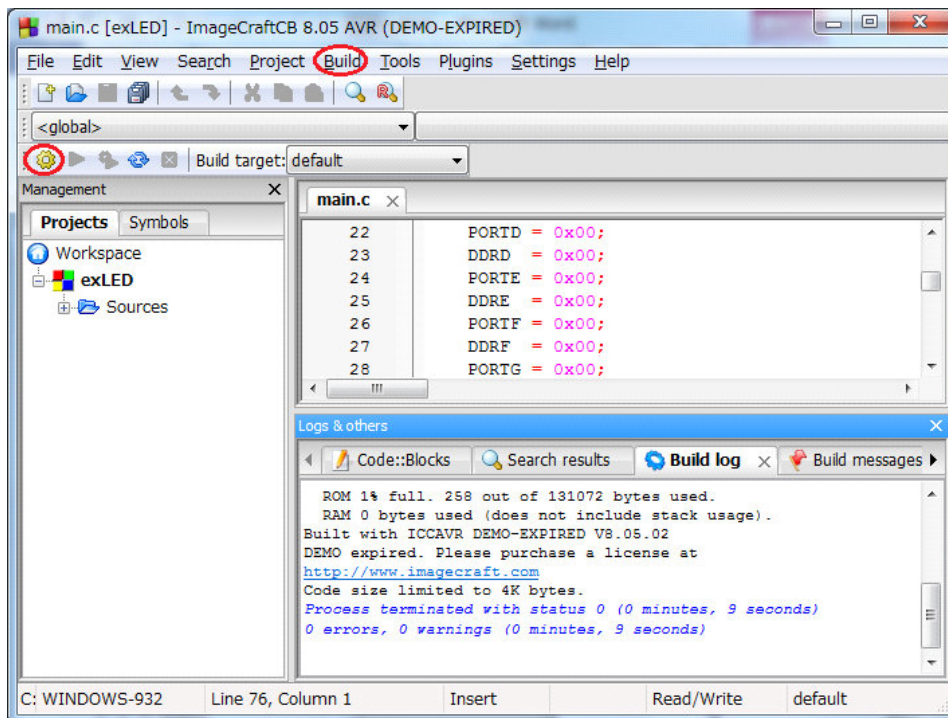 main.c [exLED] - ImageCraftCB 8.05 AVR (DEMO-EXPIRED)
File Edit View Search Project Build Tools Plugins Settings Help
<global>
Build target: default
Management
Projects Symbols
Workspace
exLED
Sources
main.c
22 PORTD = 0x00;
23 DDRD = 0x00;
24 PORTE = 0x00;
25 DDRE = 0x00;
26 PORTF = 0x00;
27 DDRF = 0x00;
28 PORTG = 0x00;
Logs & others
Code::Blocks Search results Build log Build messages
ROM 1% full. 258 out of 131072 bytes used.
RAM 0 bytes used (does not include stack usage).
Built with ICCAVR DEMO-EXPIRED V8.05.02
DEMO expired. Please purchase a license at
http://www.imagecraft.com
Code size limited to 4K bytes.
Process terminated with status 0 (0 minutes, 9 seconds)
0 errors, 0 warnings (0 minutes, 9 seconds)
C: WINDOWS-932 Line 76, Column 1 Insert Read/Write default